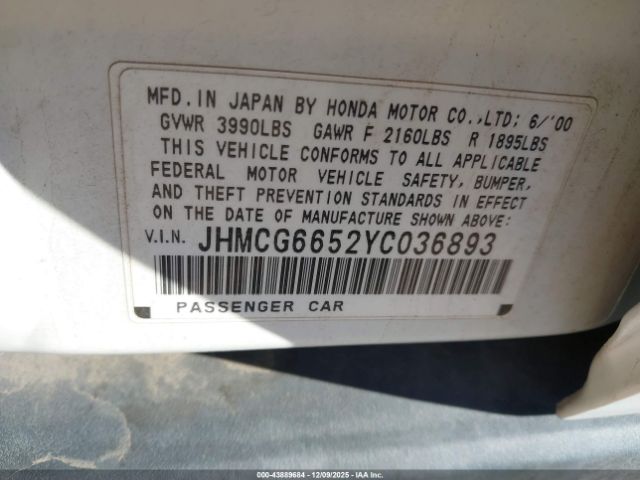 MFD. IN JAPAN BY HONDA MOTOR CO.,LTD; 6/'00
GVWR 3990LBS GAWR F 2160LBS R 1895LBS
THIS VEHICLE CONFORMS TO ALL APPLICABLE
FEDERAL MOTOR VEHICLE SAFETY, BUMPER,
AND THEFT PREVENTION STANDARDS IN EFFECT
ON THE DATE OF MANUFACTURE SHOWN ABOVE:
V.I.N. JHMCG6652YC036893
PASSENGER CAR
000-43889684 | 12/09/2025 | IAAI.COM